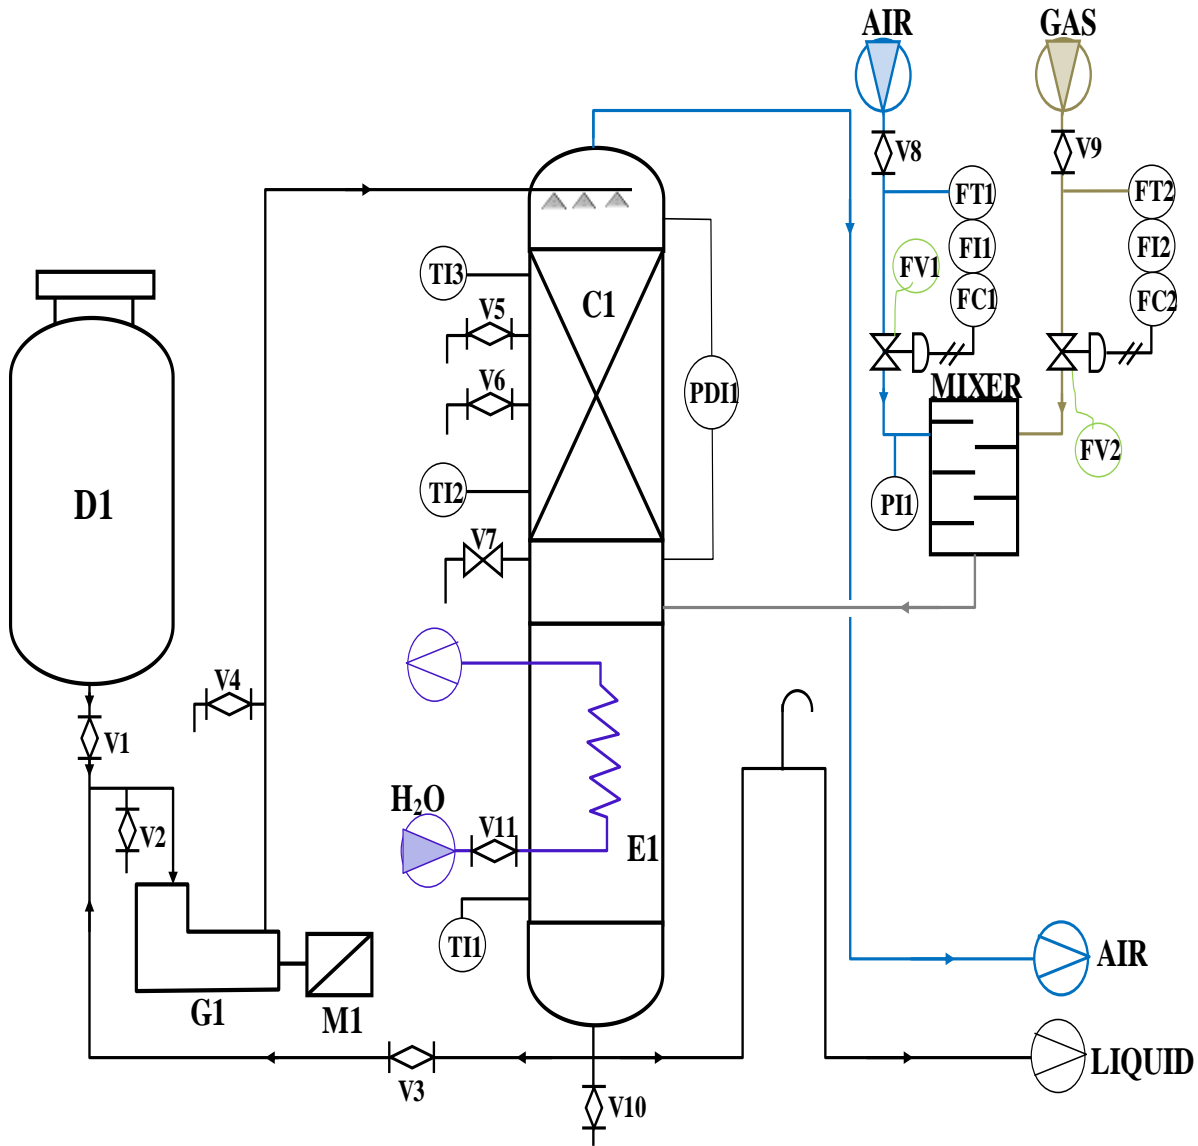 AIR
GAS
V8
V9
FT1
FT2
FI1
FI2
FV1
FC1
FC2
TI3
C1
V5
V6
PDI1
MIXER
FV2
D1
TI2
PI1
V7
V4
V1
H₂O
V11
V2
E1
TI1
AIR
G1
M1
LIQUID
V3
V10